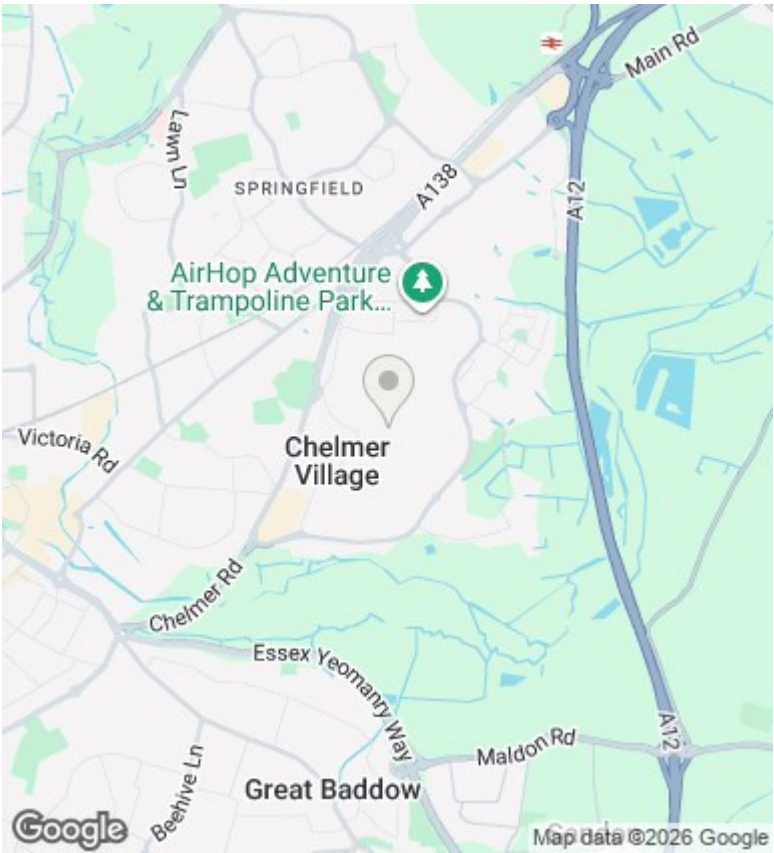 Main Rd
Lawn Ln
A138
SPRINGFIELD
A12
AirHop Adventure
& Trampoline Park...
Victoria Rd
Chelmer
Village
Chelmer Rd
Essex Yeomanry Way
A12
Maldon Rd
Beehive Ln
Great Baddow
Google
Map data ©2026 Google